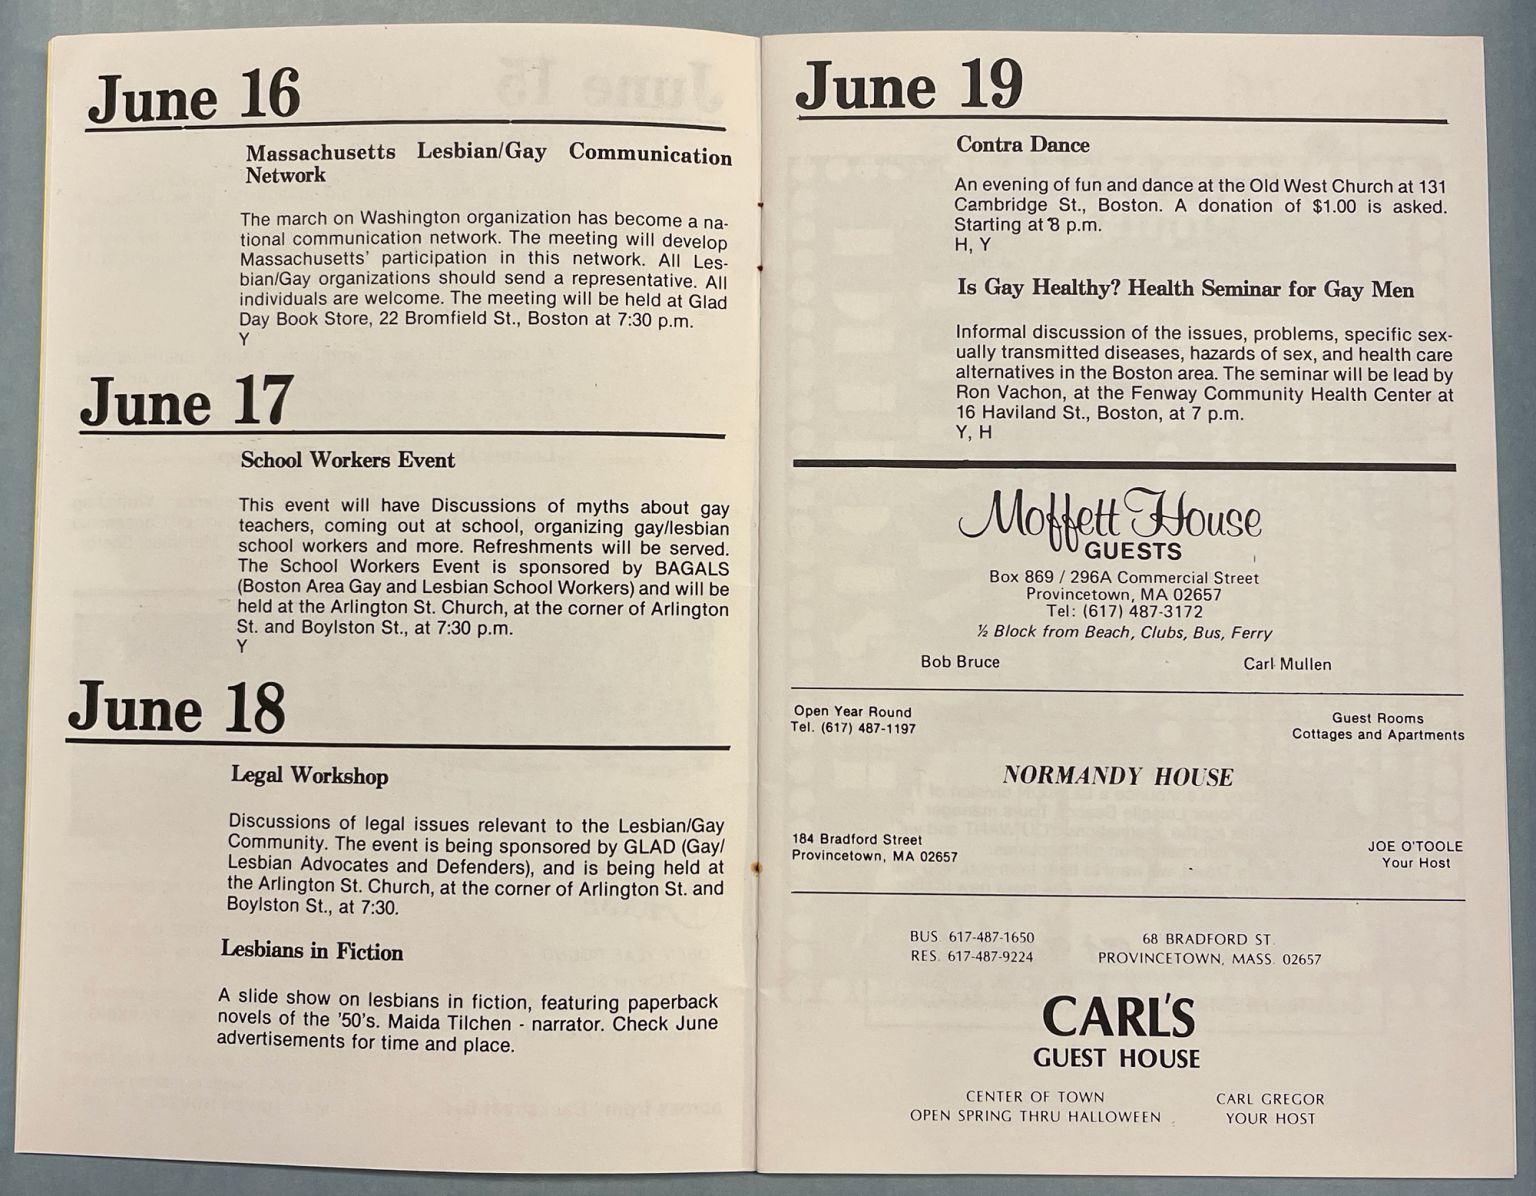 June 16
Massachusetts Lesbian/Gay Communication
Network
The march on Washington organization has become a na-
tional communication network. The meeting will develop
Massachusetts' participation in this network. All Les-
bian/Gay organizations should send a representative. All
individuals are welcome. The meeting will be held at Glad
Day Book Store, 22 Bromfield St., Boston at 7:30 p.m.
Y
June 17
School Workers Event
This event will have Discussions of myths about gay
teachers, coming out at school, organizing gay/lesbian
school workers and more. Refreshments will be served.
The School Workers Event is sponsored by BAGALS
(Boston Area Gay and Lesbian School Workers) and will be
held at the Arlington St. Church, at the corner of Arlington
St. and Boylston St., at 7:30 p.m.
Y
June 18
Legal Workshop
Discussions of legal issues relevant to the Lesbian/Gay
Community. The event is being sponsored by GLAD (Gay/
Lesbian Advocates and Defenders), and is being held at
the Arlington St. Church, at the corner of Arlington St. and
Boylston St., at 7:30.
Lesbians in Fiction
A slide show on lesbians in fiction, featuring paperback
novels of the '50's. Maida Tilchen - narrator. Check June
advertisements for time and place.
June 19
Contra Dance
An evening of fun and dance at the Old West Church at 131
Cambridge St., Boston. A donation of $1.00 is asked.
Starting at 8 p.m.
H, Y
Is Gay Healthy? Health Seminar for Gay Men
Informal discussion of the issues, problems, specific sex-
ually transmitted diseases, hazards of sex, and health care
alternatives in the Boston area. The seminar will be lead by
Ron Vachon, at the Fenway Community Health Center at
16 Haviland St., Boston, at 7 p.m.
Y, H
Moffett House
GUESTS
Box 869 / 296A Commercial Street
Provincetown, MA 02657
Tel: (617) 487-3172
½ Block from Beach, Clubs, Bus, Ferry
Bob Bruce Carl Mullen
Open Year Round
Tel. (617) 487-1197
Guest Rooms
Cottages and Apartments
NORMANDY HOUSE
184 Bradford Street
Provincetown, MA 02657
JOE O'TOOLE
Your Host
BUS. 617-487-1650
RES. 617-487-9224
68 BRADFORD ST.
PROVINCETOWN, MASS. 02657
CARL'S
GUEST HOUSE
CENTER OF TOWN
OPEN SPRING THRU HALLOWEEN
CARL GREGOR
YOUR HOST